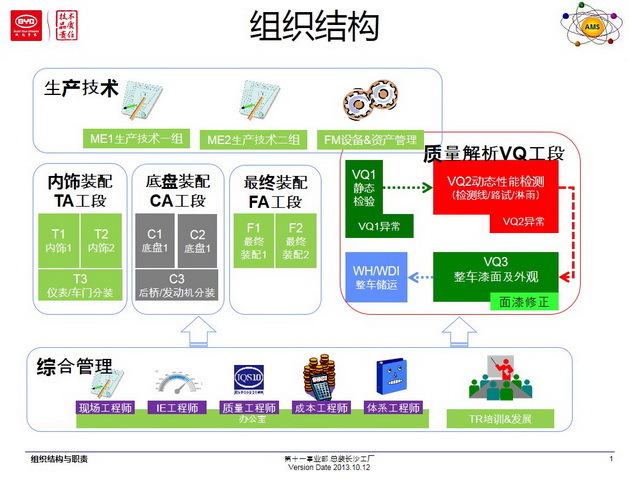 BYD
技术
品质
责信
组织结构
AMS
生产技术
ME1生产技术一组
ME2生产技术二组
FM设备&资产管理
内饰装配
TA工段
T1
内饰1
T2
内饰2
T3
仪表/车门分装
底盘装配
CA工段
C1
底盘1
C2
底盘1
C3
后桥/发动机分装
最终装配
FA工段
F1
最终
装配1
F2
最终
装配2
质量解析VQ工段
VQ1
静态
检验
VQ1异常
VQ2动态性能检测
(检测线/路试/淋雨)
VQ2异常
WH/WDI
整车储运
VQ3
整车漆面及外观
面漆修正
综合管理
现场工程师
IE工程师
IQS10
质量工程师
成本工程师
体系工程师
办公室
TR培训&发展
组织结构与职责
第十一事业部 总装长沙工厂
Version Date 2013.10.12
1